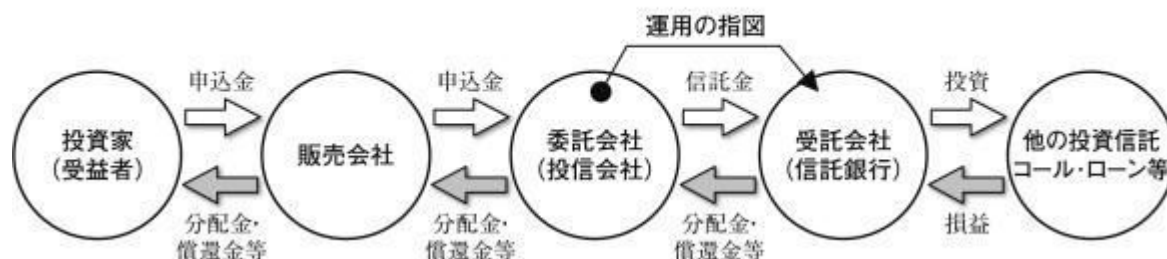 運用の指図
申込金
申込金
信託金
投資
投資家
(受益者)
販売会社
委託会社
(投信会社)
受託会社
(信託銀行)
他の投資信託
コール・ローン等
分配金・
償還金等
分配金・
償還金等
分配金・
償還金等
損益